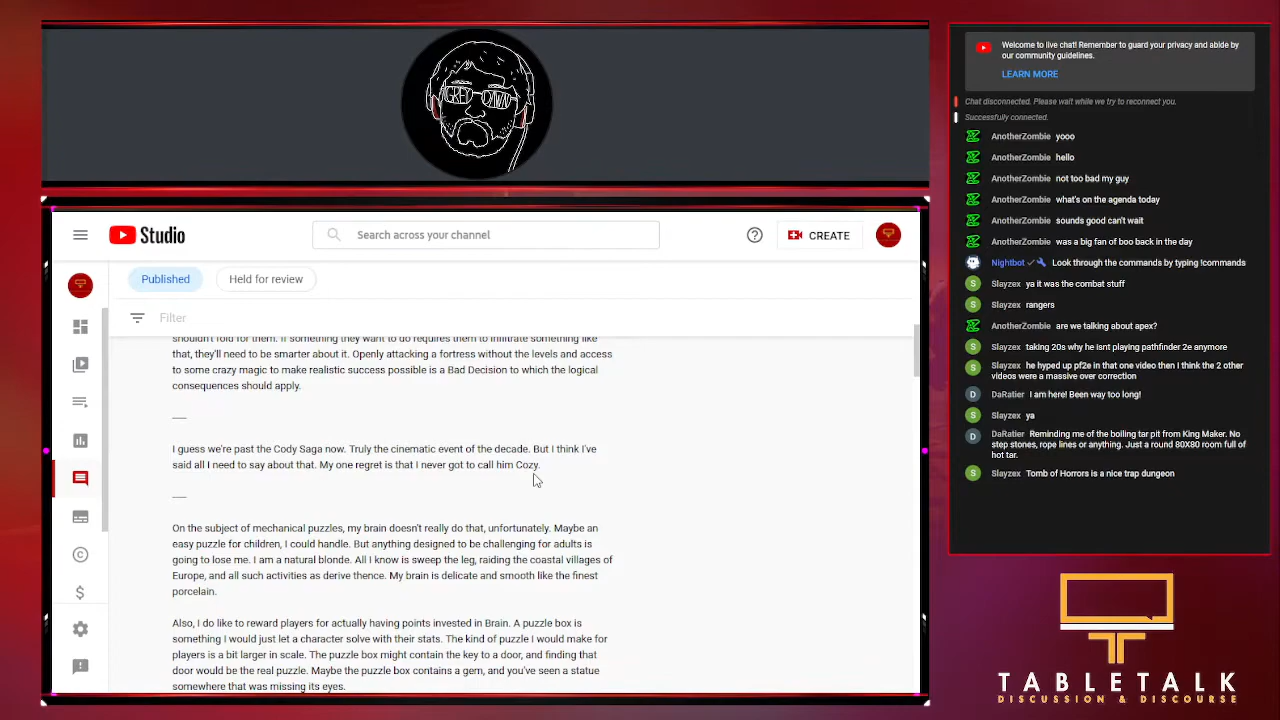 Studio
Search across your channel
CREATE
Published
Held for review
Filter
shouldn't fold for them. If something they want to do requires them to infiltrate something like
that, they'll need to be smarter about it. Openly attacking a fortress without the levels and access
to some crazy magic to make realistic success possible is a Bad Decision to which the logical
consequences should apply.
___
I guess we're past the Cody Saga now. Truly the cinematic event of the decade. But I think I've
said all I need to say about that. My one regret is that I never got to call him Cozy.
___
On the subject of mechanical puzzles, my brain doesn't really do that, unfortunately. Maybe an
easy puzzle for children, I could handle. But anything designed to be challenging for adults is
going to lose me. I am a natural blonde. All I know is sweep the leg, raiding the coastal villages of
Europe, and all such activities as derive thence. My brain is delicate and smooth like the finest
porcelain.
Also, I do like to reward players for actually having points invested in Brain. A puzzle box is
something I would just let a character solve with their stats. The kind of puzzle I would make for
players is a bit larger in scale. The puzzle box might contain the key to a door, and finding that
door would be the real puzzle. Maybe the puzzle box contains a gem, and you've seen a statue
somewhere that was missing its eyes.
Welcome to live chat! Remember to guard your privacy and abide by
our community guidelines.
LEARN MORE
Chat disconnected. Please wait while we try to reconnect you.
Successfully connected.
AnotherZombie yooo
AnotherZombie hello
AnotherZombie not too bad my guy
AnotherZombie what's on the agenda today
AnotherZombie sounds good can't wait
AnotherZombie was a big fan of boo back in the day
Nightbot Look through the commands by typing !commands
S Slayzex ya it was the combat stuff
S Slayzex rangers
AnotherZombie are we talking about apex?
S Slayzex taking 20s why he isnt playing pathfinder 2e anymore
S Slayzex he hyped up pf2e in that one video then I think the 2 other
videos were a massive over correction
D DaRatier I am here! Been way too long!
S Slayzex ya
D DaRatier Reminding me of the boiling tar pit from King Maker. No
step stones, rope lines or anything. Just a round 80X80 room full of
hot tar.
S Slayzex Tomb of Horrors is a nice trap dungeon
TABLETALK
DISCUSSION & DISCOURSE